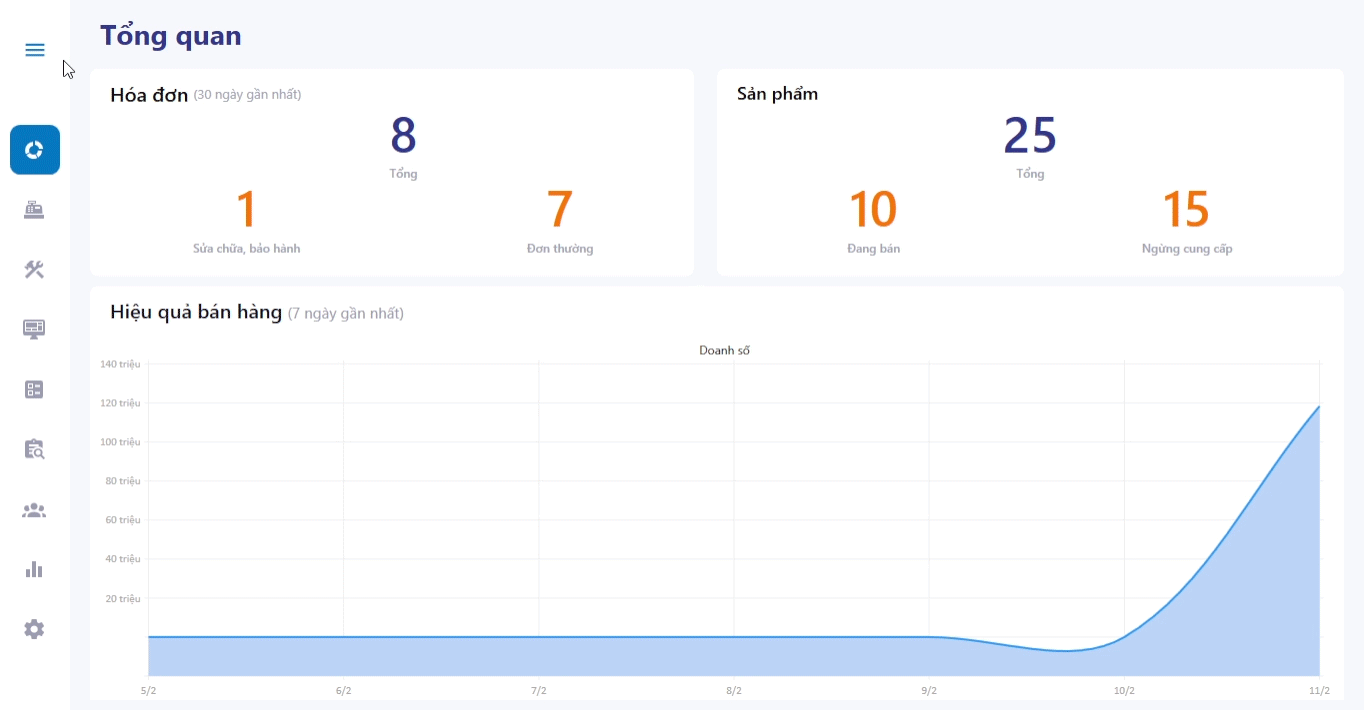 Tổng quan
Hóa đơn (30 ngày gần nhất)
8
Tổng
1
7
Sửa chữa, bảo hành
Đơn thường
Sản phẩm
25
Tổng
10
15
Đang bán
Ngừng cung cấp
Hiệu quả bán hàng (7 ngày gần nhất)
Doanh số
140 triệu
120 triệu
100 triệu
80 triệu
60 triệu
40 triệu
20 triệu
5/2 6/2 7/2 8/2 9/2 10/2 11/2